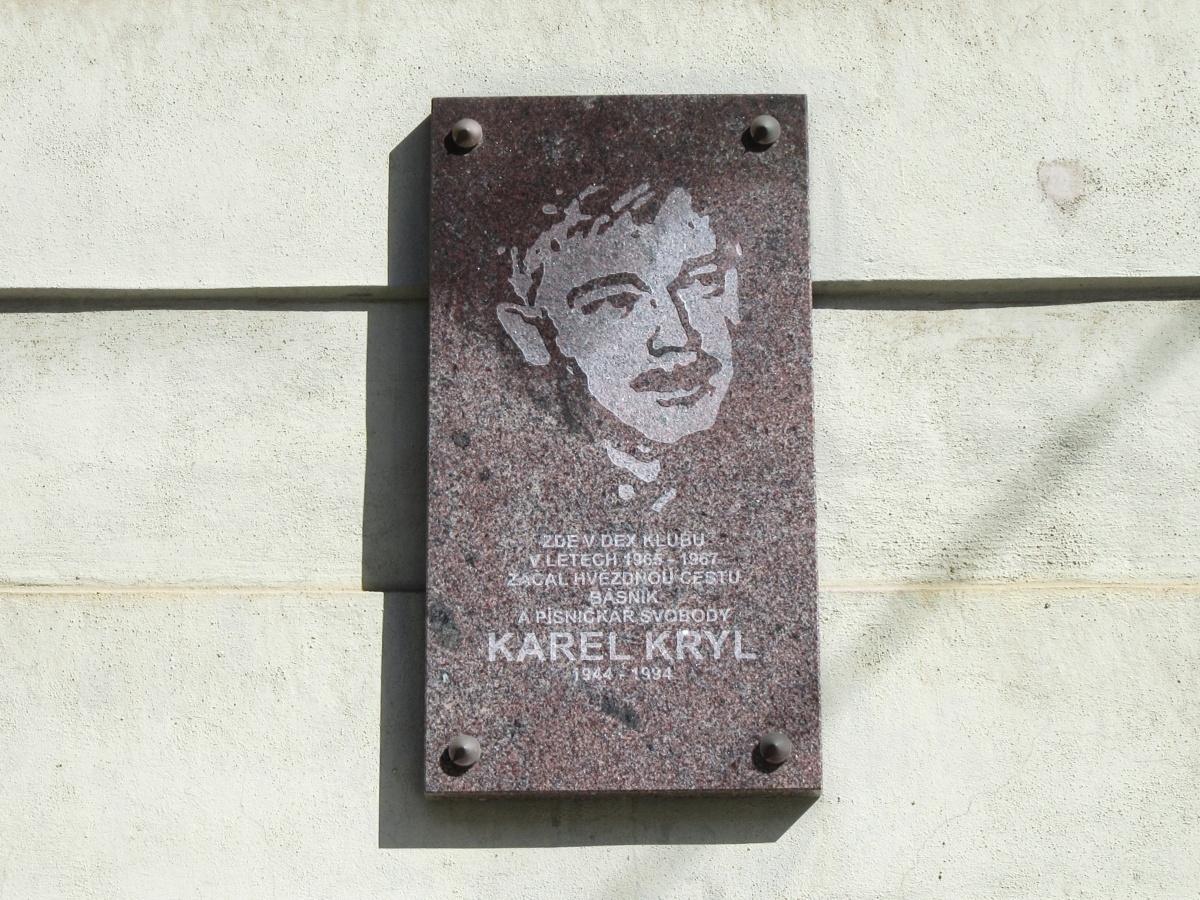 ZDE V DEX KLUBU
V LETECH 1965 - 1967
ZAČAL HVĚZDNOU CESTU
BÁSNÍK
A PÍSNIČKÁŘ SVOBODY
KAREL KRYL
1944 - 1994